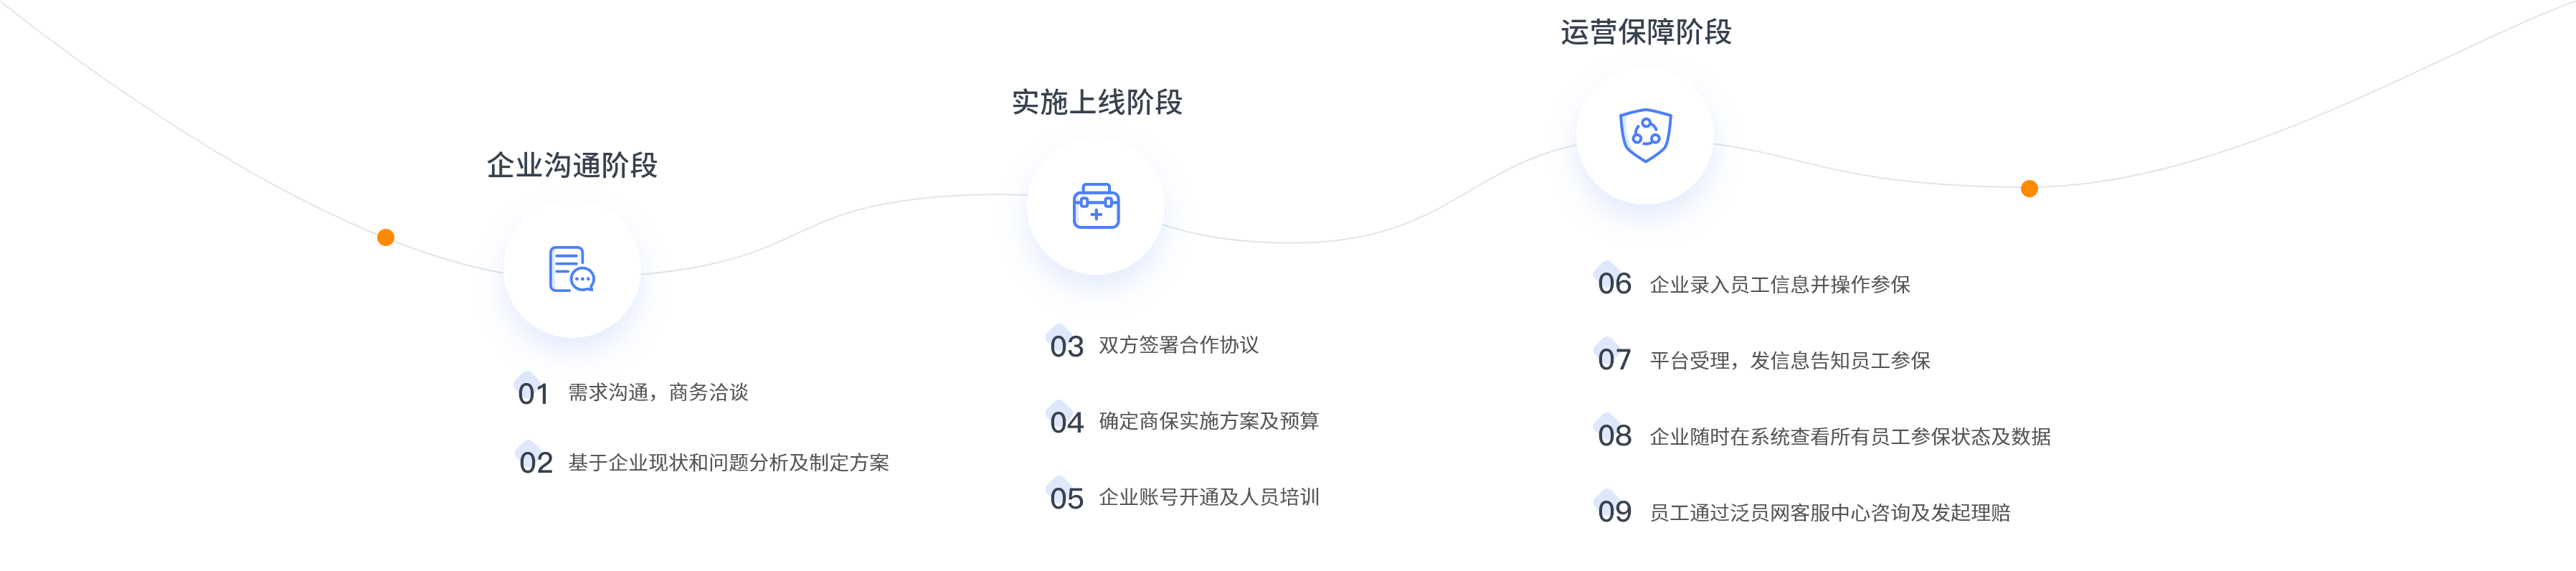 企业沟通阶段
01 需求沟通，商务洽谈
02 基于企业现状和问题分析及制定方案
实施上线阶段
03 双方签署合作协议
04 确定商保实施方案及预算
05 企业账号开通及人员培训
运营保障阶段
06 企业录入员工信息并操作参保
07 平台受理，发信息告知员工参保
08 企业随时在系统查看所有员工参保状态及数据
09 员工通过泛员网客服中心咨询及发起理赔